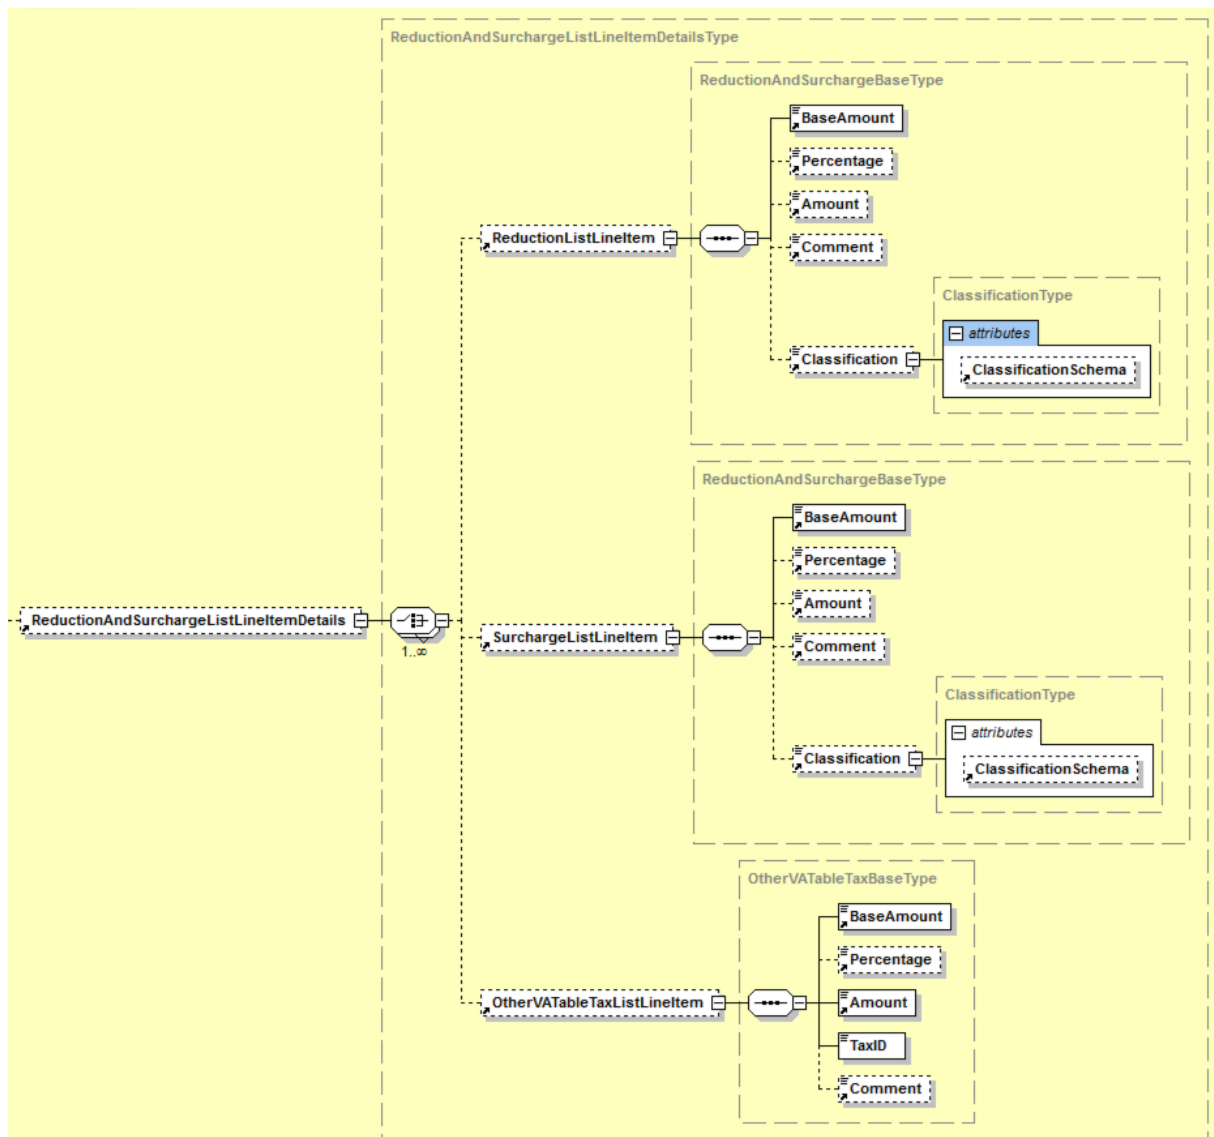 ReductionAndSurchargeListLineItemDetailsType
ReductionAndSurchargeBaseType
BaseAmount
Percentage
Amount
ReductionListLineItem
Comment
ClassificationType
attributes
Classification
ClassificationSchema
ReductionAndSurchargeBaseType
BaseAmount
Percentage
Amount
ReductionAndSurchargeListLineItemDetails
1..∞
SurchargeListLineItem
Comment
ClassificationType
attributes
Classification
ClassificationSchema
OtherVATableTaxBaseType
BaseAmount
Percentage
OtherVATableTaxListLineItem
Amount
TaxID
Comment